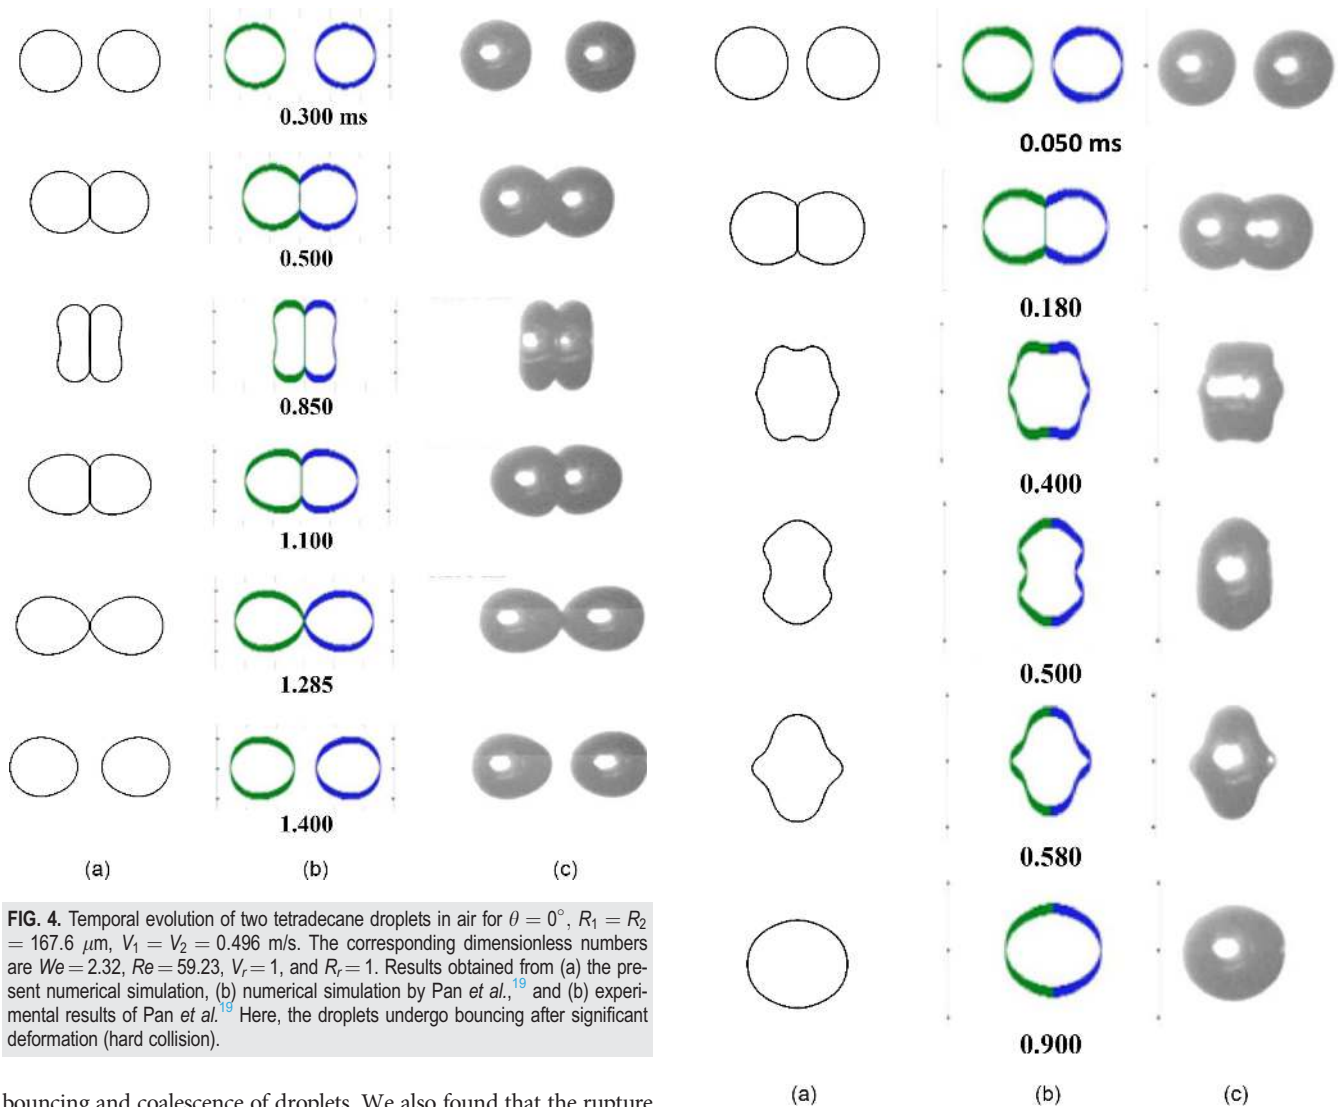 0.300 ms
0.500
0.850
1.100
1.285
1.400
(a) (b) (c)
FIG. 4. Temporal evolution of two tetradecane droplets in air for θ = 0°, R₁ = R₂
= 167.6 μm, V₁ = V₂ = 0.496 m/s. The corresponding dimensionless numbers
are We = 2.32, Re = 59.23, Vᵣ = 1, and Rᵣ = 1. Results obtained from (a) the pre-
sent numerical simulation, (b) numerical simulation by Pan et al.,¹⁹ and (b) experi-
mental results of Pan et al.¹⁹ Here, the droplets undergo bouncing after significant
deformation (hard collision).
bouncing and coalescence of droplets. We also found that the rupture
0.050 ms
0.180
0.400
0.500
0.580
0.900
(a) (b) (c)